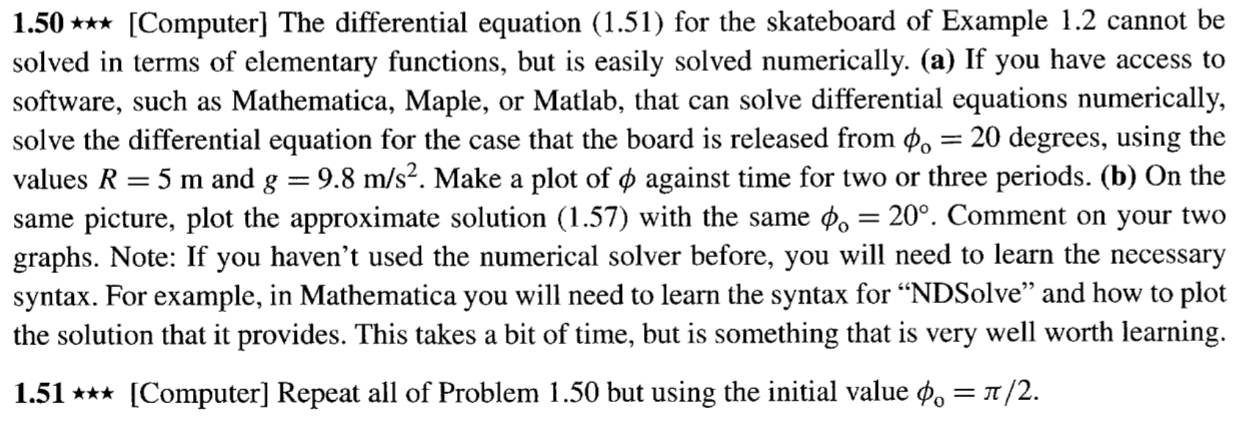 1.50 ★★★ [Computer] The differential equation (1.51) for the skateboard of Example 1.2 cannot be
solved in terms of elementary functions, but is easily solved numerically. (a) If you have access to
software, such as Mathematica, Maple, or Matlab, that can solve differential equations numerically,
solve the differential equation for the case that the board is released from ϕₒ = 20 degrees, using the
values R = 5 m and g = 9.8 m/s². Make a plot of ϕ against time for two or three periods. (b) On the
same picture, plot the approximate solution (1.57) with the same ϕₒ = 20°. Comment on your two
graphs. Note: If you haven't used the numerical solver before, you will need to learn the necessary
syntax. For example, in Mathematica you will need to learn the syntax for “NDSolve” and how to plot
the solution that it provides. This takes a bit of time, but is something that is very well worth learning.
1.51 ★★★ [Computer] Repeat all of Problem 1.50 but using the initial value ϕₒ = π/2.